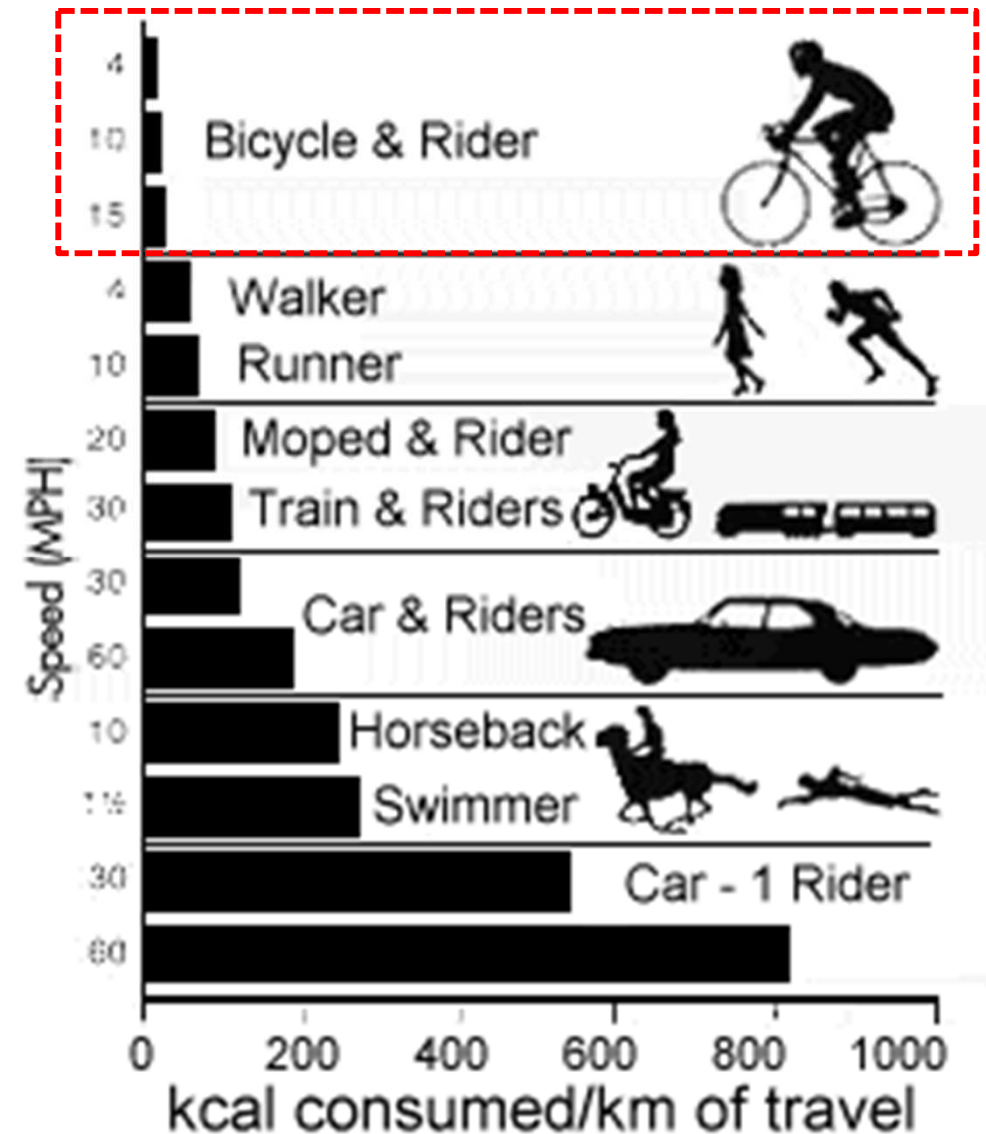 4
10 Bicycle & Rider
15
4 Walker
10 Runner
20 Moped & Rider
30 Train & Riders
30
Car & Riders
60
10 Horseback
Swimmer
30 Car - 1 Rider
60
Speed (MPH)
0 200 400 600 800 1000
kcal consumed/km of travel